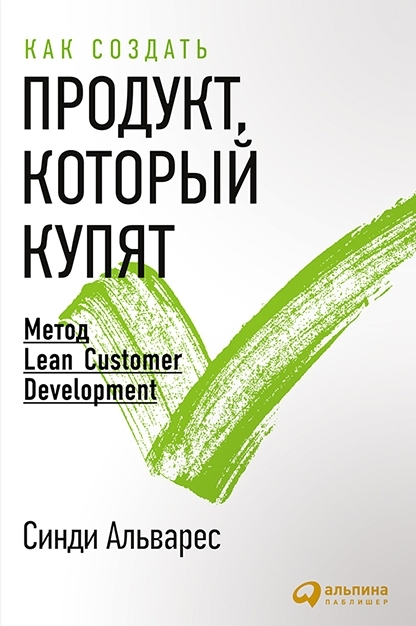 КАК СОЗДАТЬ
ПРОДУКТ,
КОТОРЫЙ
КУПЯТ
Метод
Lean Customer
Development
Синди Альварес
альпина
ПАБЛИШЕР